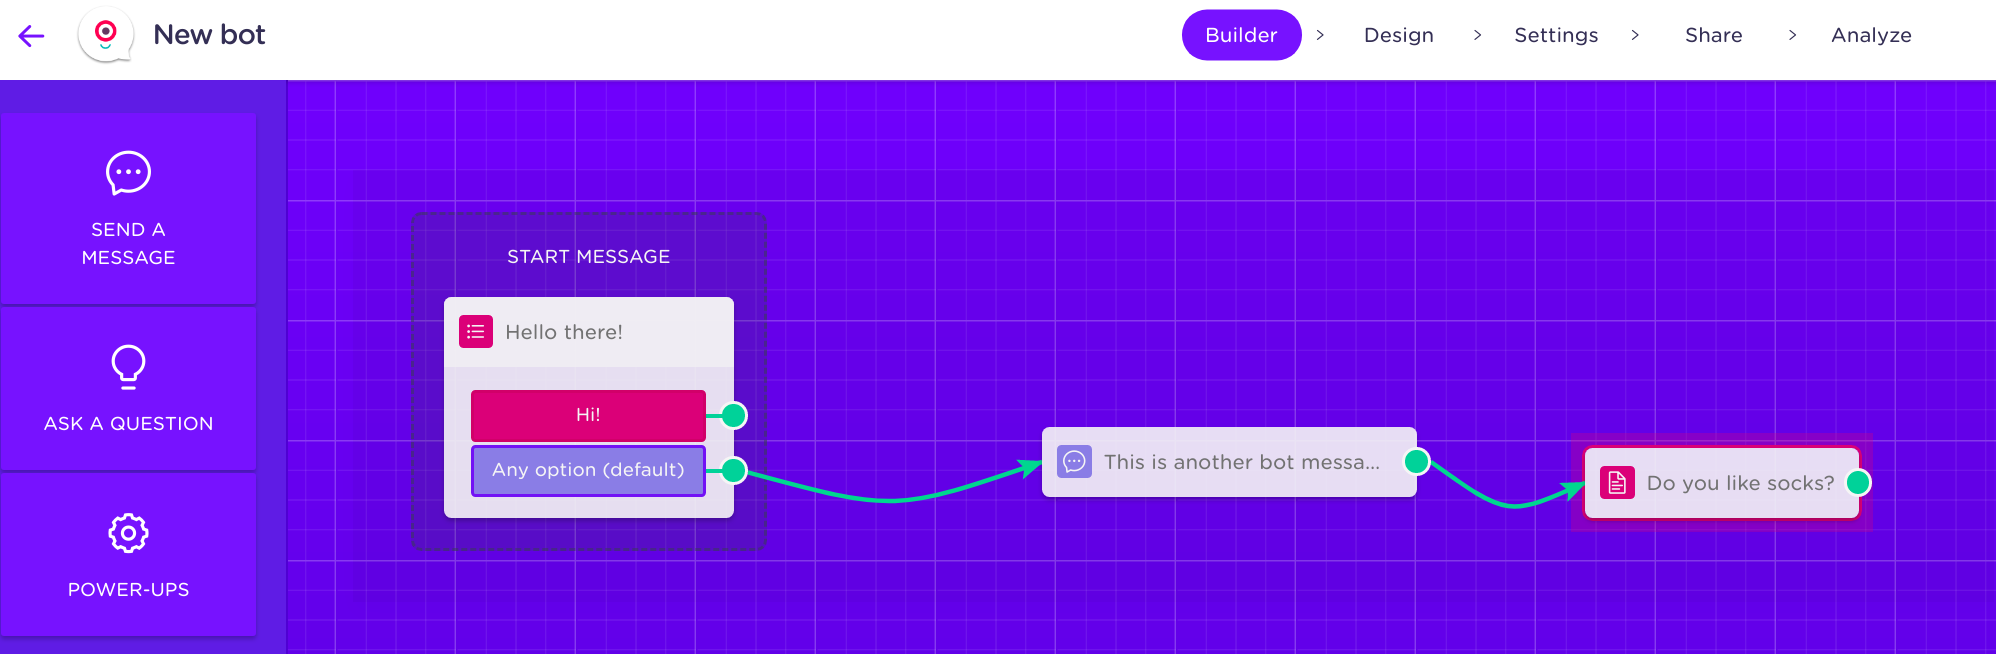 New bot
Builder > Design > Settings > Share > Analyze
SEND A
MESSAGE
ASK A QUESTION
POWER-UPS
START MESSAGE
Hello there!
Hi!
Any option (default)
This is another bot messa...
Do you like socks?